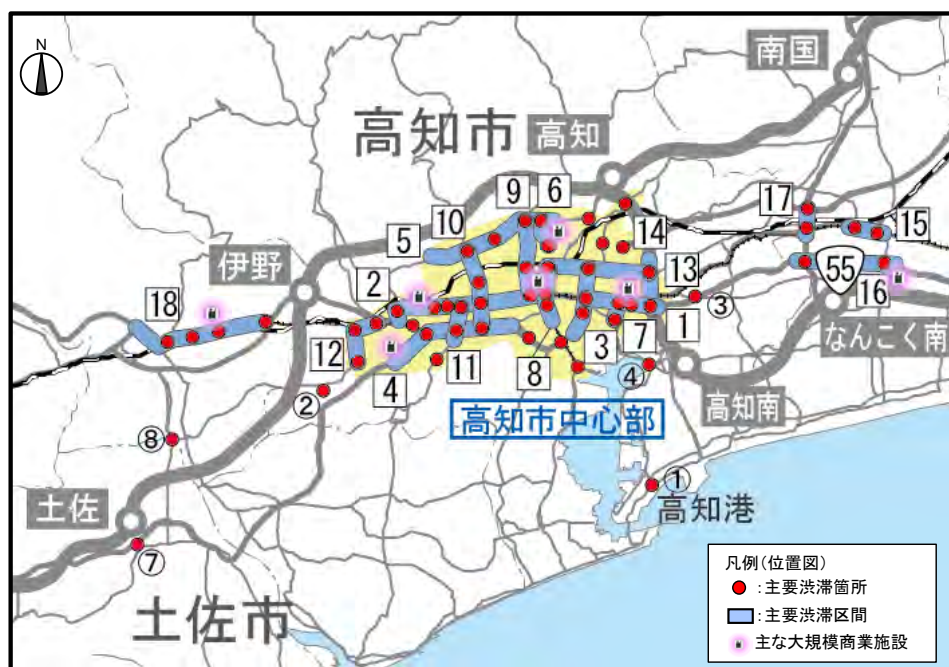 N
南国
高知市
高知
9
6
10
17
5
14
15
伊野
2
13
55
18
③
16
1
なんこく南
12
3
7
11
②
4
8
④
高知南
高知市中心部
⑧
①
土佐
高知港
⑦
土佐市
凡例(位置図)
:主要渋滞箇所
:主要渋滞区間
主な大規模商業施設